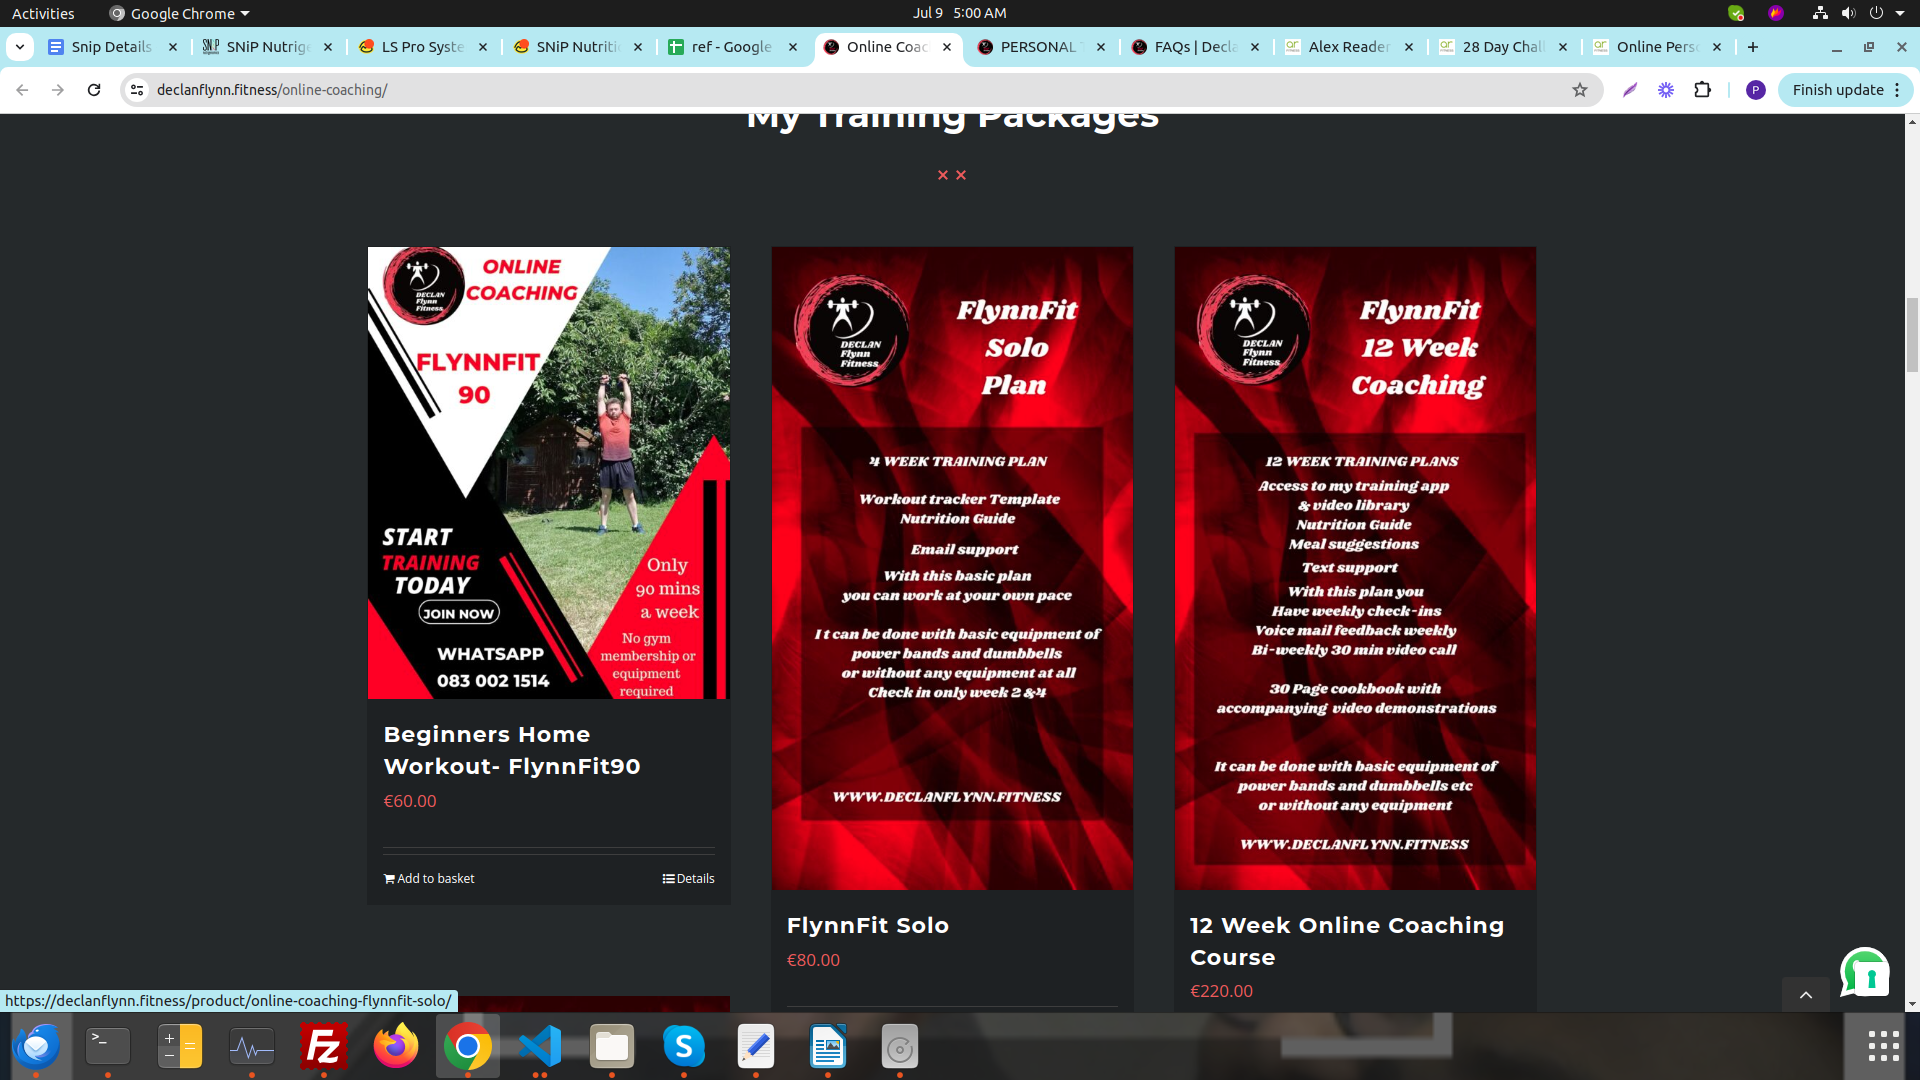 Activities
Google Chrome
Jul 9 5:00 AM
Snip Details
SNiP Nutrige
LS Pro Syste
SNiP Nutriti
ref - Google
Online Coac
PERSONAL T
FAQs | Decla
Alex Reader
28 Day Chall
Online Perso
declanflynn.fitness/online-coaching/
P
Finish update
My Training Packages
DECLAN
Flynn
Fitness
ONLINE
COACHING
FLYNNFIT
90
START
TRAINING
TODAY
JOIN NOW
WHATSAPP
083 002 1514
Only
90 mins
a week
No gym
membership or
equipment
required
Beginners Home
Workout- FlynnFit90
€60.00
Add to basket
Details
DECLAN
Flynn
Fitness
FlynnFit
Solo
Plan
4 WEEK TRAINING PLAN
Workout tracker Template
Nutrition Guide
Email support
With this basic plan
you can work at your own pace
It can be done with basic equipment of
power bands and dumbbells
or without any equipment at all
Check in only week 2 &4
WWW.DECLANFLYNN.FITNESS
FlynnFit Solo
€80.00
DECLAN
Flynn
Fitness
FlynnFit
12 Week
Coaching
12 WEEK TRAINING PLANS
Access to my training app
& video library
Nutrition Guide
Meal suggestions
Text support
With this plan you
Have weekly check-ins
Voice mail feedback weekly
Bi-weekly 30 min video call
30 Page cookbook with
accompanying video demonstrations
It can be done with basic equipment of
power bands and dumbbells etc
or without any equipment
WWW.DECLANFLYNN.FITNESS
12 Week Online Coaching
Course
€220.00
https://declanflynn.fitness/product/online-coaching-flynnfit-solo/